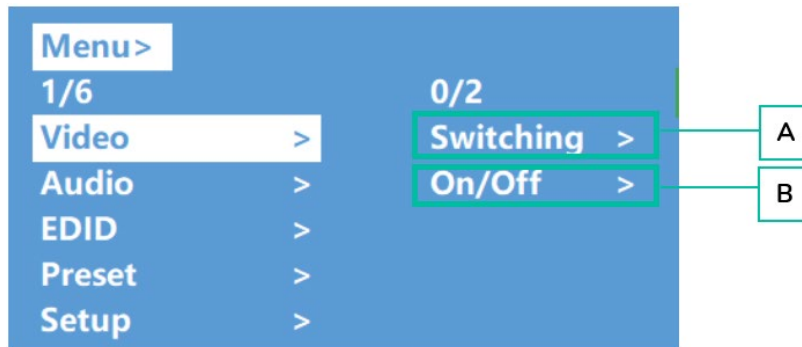 Menu>
1/6 0/2
Video > Switching > A
Audio > On/Off > B
EDID >
Preset >
Setup >